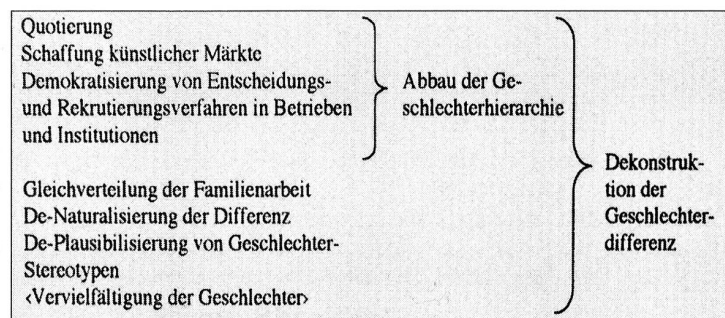 Quotierung
Schaffung künstlicher Märkte
Demokratisierung von Entscheidungs-
und Rekrutierungsverfahren in Betrieben
und Institutionen
Abbau der Ge-
schlechterhierarchie
Gleichverteilung der Familienarbeit
De-Naturalisierung der Differenz
De-Plausibilisierung von Geschlechter-
Stereotypen
‹Vervielfältigung der Geschlechter›
Dekonstruk-
tion der
Geschlechter-
differenz